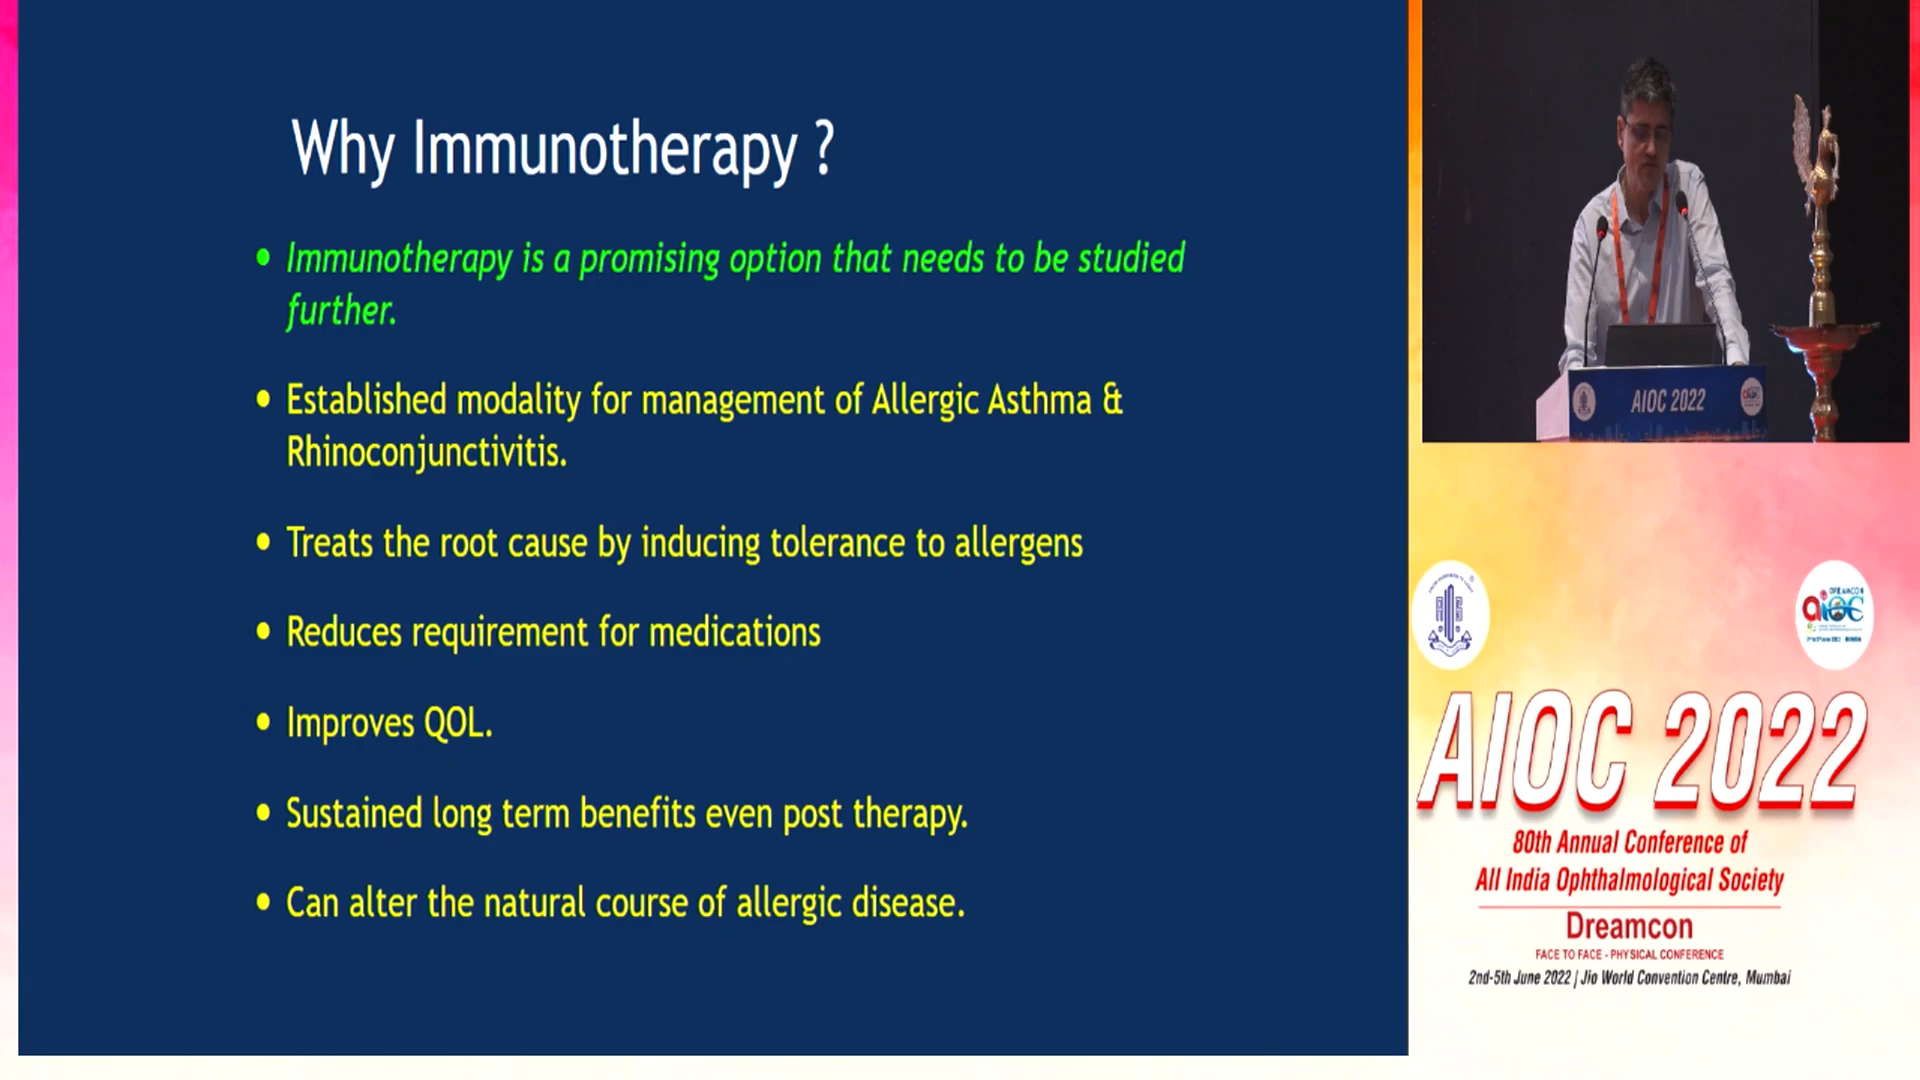 Why Immunotherapy ?
• Immunotherapy is a promising option that needs to be studied
further.
• Established modality for management of Allergic Asthma &
Rhinoconjunctivitis.
• Treats the root cause by inducing tolerance to allergens
• Reduces requirement for medications
• Improves QOL.
• Sustained long term benefits even post therapy.
• Can alter the natural course of allergic disease.
AIOC 2022
DREAMCON
aiOC
AIOC 2022
80th Annual Conference of
All India Ophthalmological Society
Dreamcon
FACE TO FACE - PHYSICAL CONFERENCE
2nd-5th June 2022 | Jio World Convention Centre, Mumbai